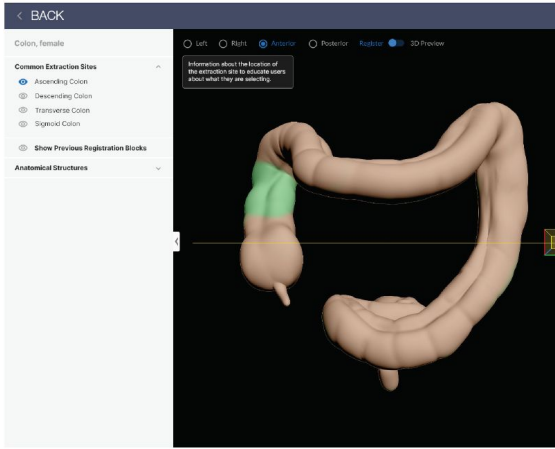 BACK
Colon, female
Left Right Anterior Posterior Register 3D Preview
Information about the location of
the extraction site to educate users
about what they are selecting.
Common Extraction Sites
Ascending Colon
Descending Colon
Transverse Colon
Sigmoid Colon
Show Previous Registration Blocks
Anatomical Structures